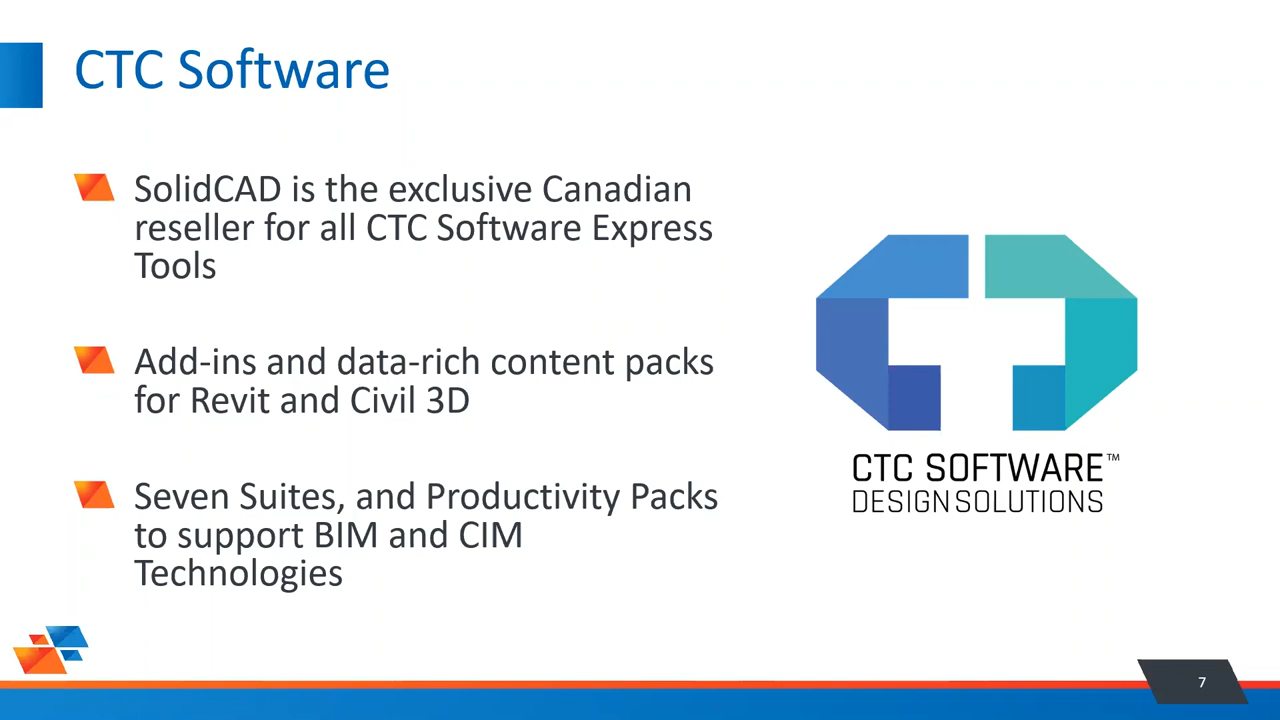 CTC Software
SolidCAD is the exclusive Canadian
reseller for all CTC Software Express
Tools
Add-ins and data-rich content packs
for Revit and Civil 3D
Seven Suites, and Productivity Packs
to support BIM and CIM
Technologies
CTC SOFTWARE™
DESIGN SOLUTIONS
7